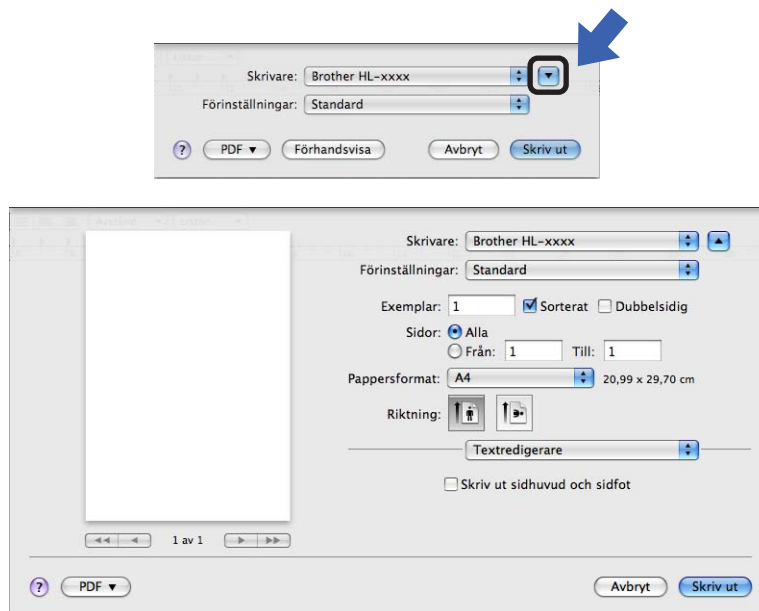 Skrivare: Brother HL-xxxx
Förinställningar: Standard
? PDF Förhandsvisa Avbryt Skriv ut
Skrivare: Brother HL-xxxx
Förinställningar: Standard
Exemplar: 1 Sorterat Dubbelsidig
Sidor: Alla
Från: 1 Till: 1
Pappersformat: A4 20,99 x 29,70 cm
Riktning:
Textredigerare
Skriv ut sidhuvud och sidfot
1 av 1
? PDF Avbryt Skriv ut